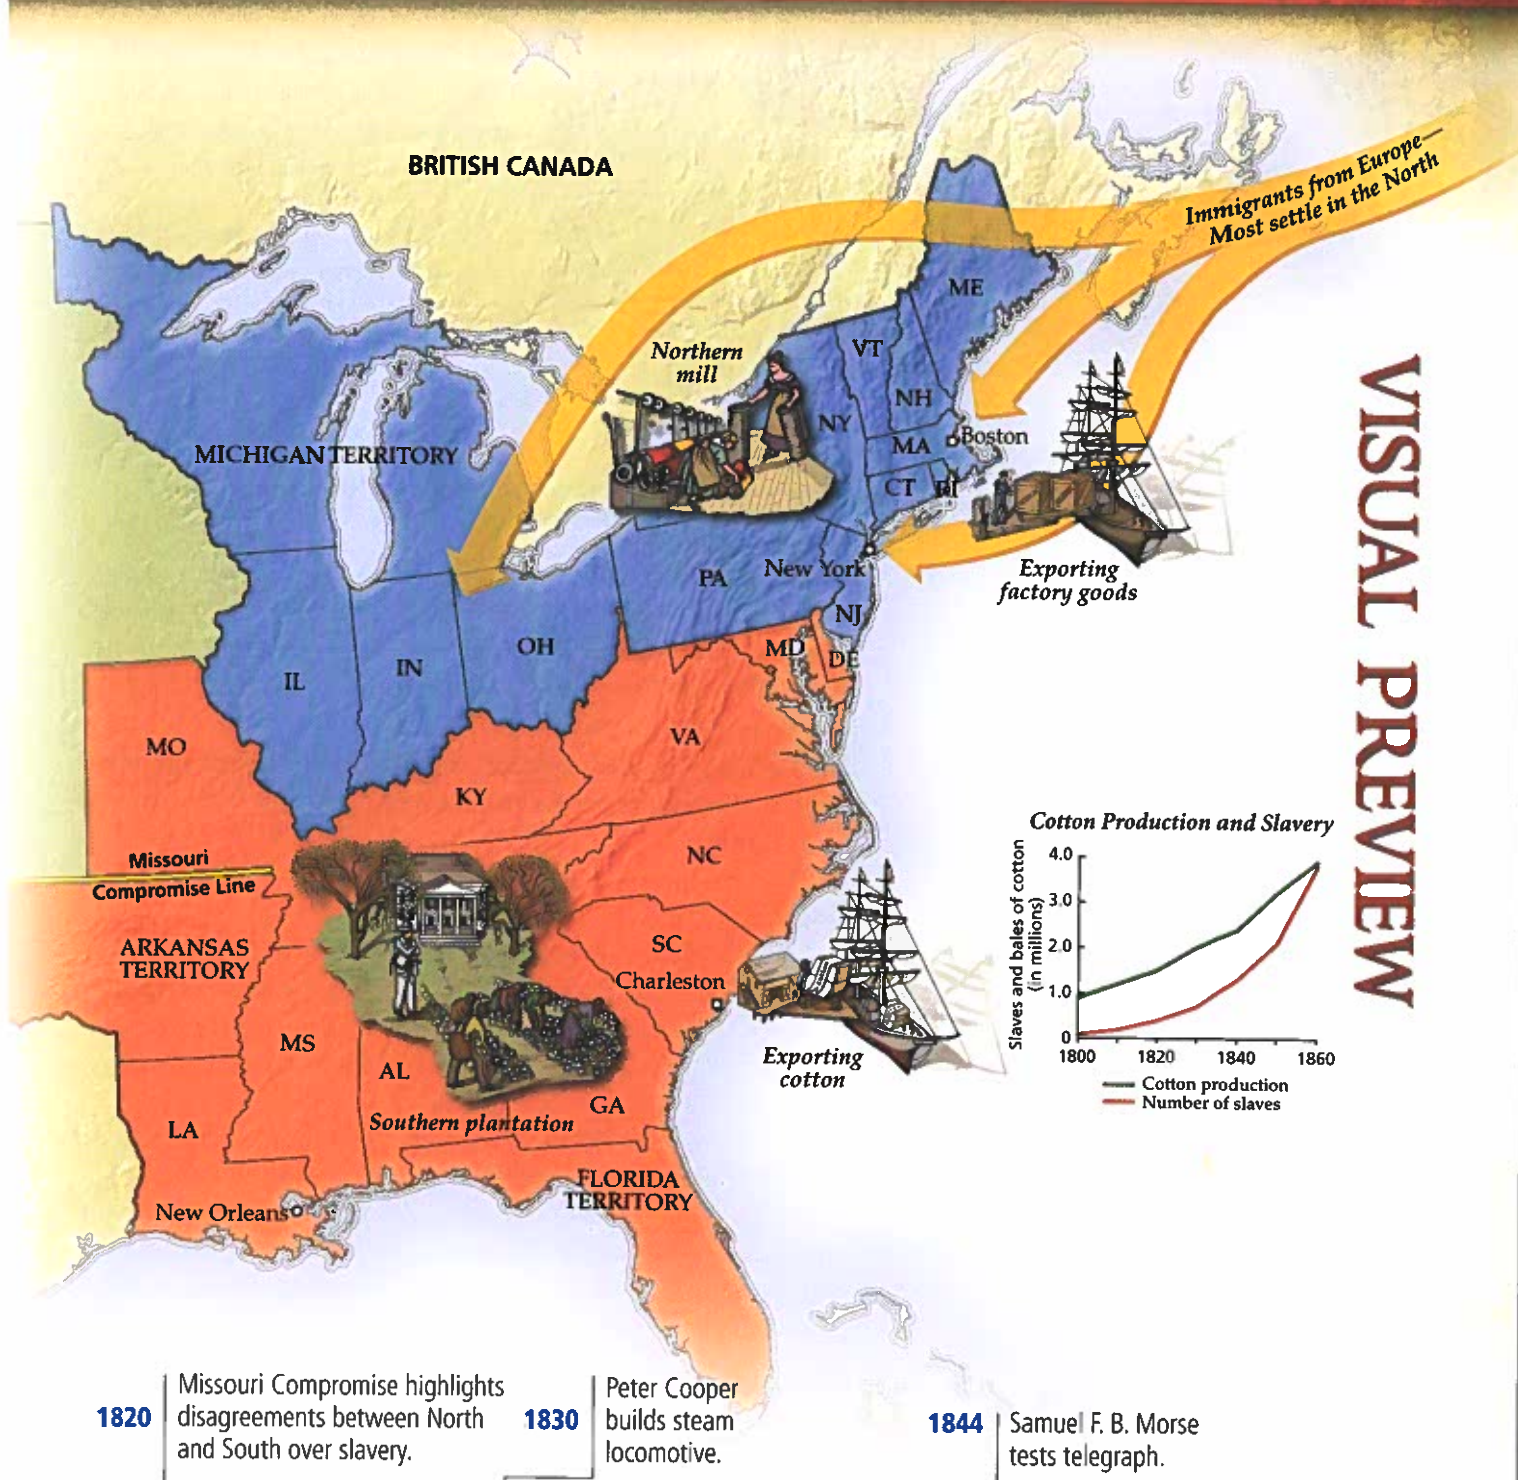 BRITISH CANADA
Immigrants from Europe—
Most settle in the North
ME
Northern
mill
VT
NH
NY
MICHIGAN TERRITORY
MA
Boston
CT
RI
New York
PA
Exporting
factory goods
NJ
OH
MD
DE
IN
IL
VISUAL PREVIEW
MO
VA
KY
Missouri
Compromise Line
NC
ARKANSAS
TERRITORY
SC
Charleston
MS
AL
Exporting
cotton
GA
Southern plantation
LA
FLORIDA
TERRITORY
New Orleans
Cotton Production and Slavery
Slaves and bales of cotton
(in millions)
4.0
3.0
2.0
1.0
0
1800
1820
1840
1860
Cotton production
Number of slaves
1820
Missouri Compromise highlights
disagreements between North
and South over slavery.
1830
Peter Cooper
builds steam
locomotive.
1844
Samuel F. B. Morse
tests telegraph.